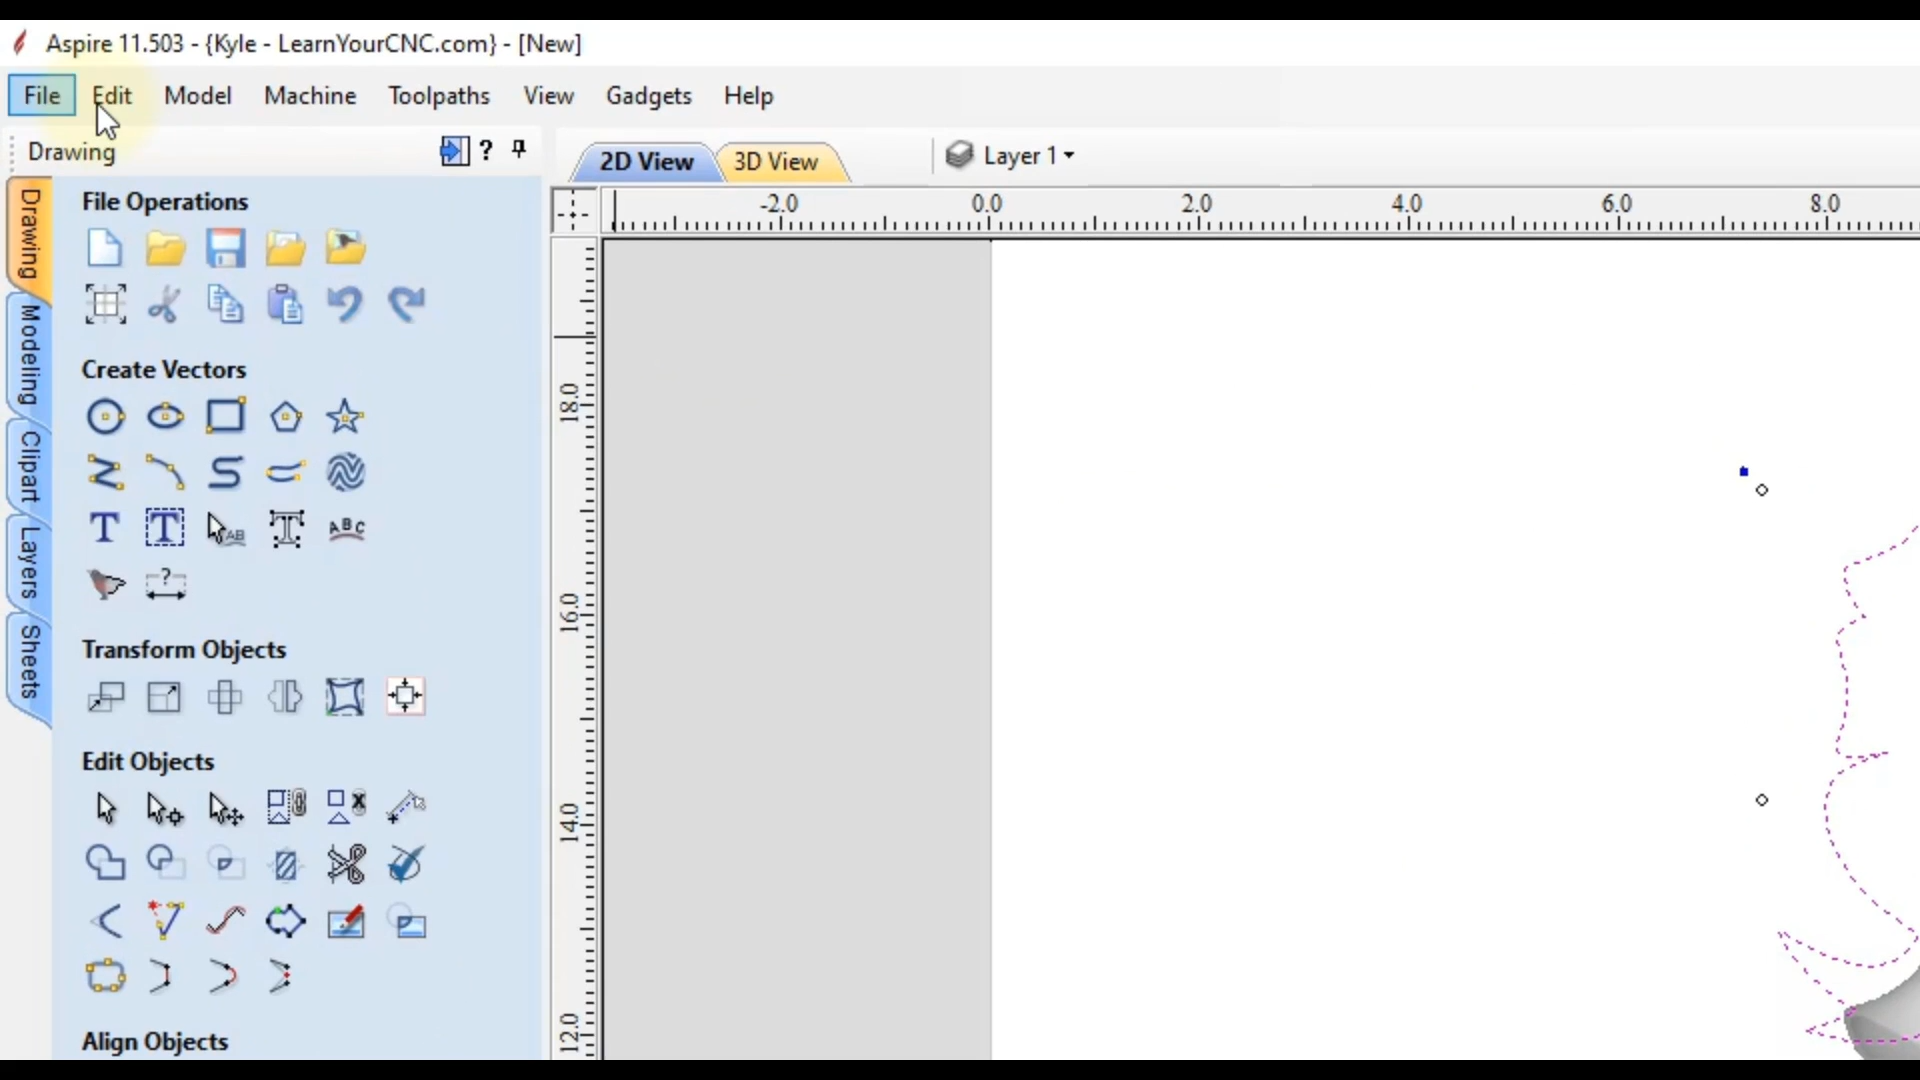 Aspire 11.503 - {Kyle - LearnYourCNC.com} - [New]
File Edit Model Machine Toolpaths View Gadgets Help
Drawing ?
2D View 3D View Layer 1
-2.0 0.0 2.0 4.0 6.0 8.0
Drawing
Modeling
Clipart
Layers
Sheets
File Operations
Create Vectors
T T AB T ABC
?
Transform Objects
Edit Objects
Align Objects
18.0
16.0
14.0
12.0